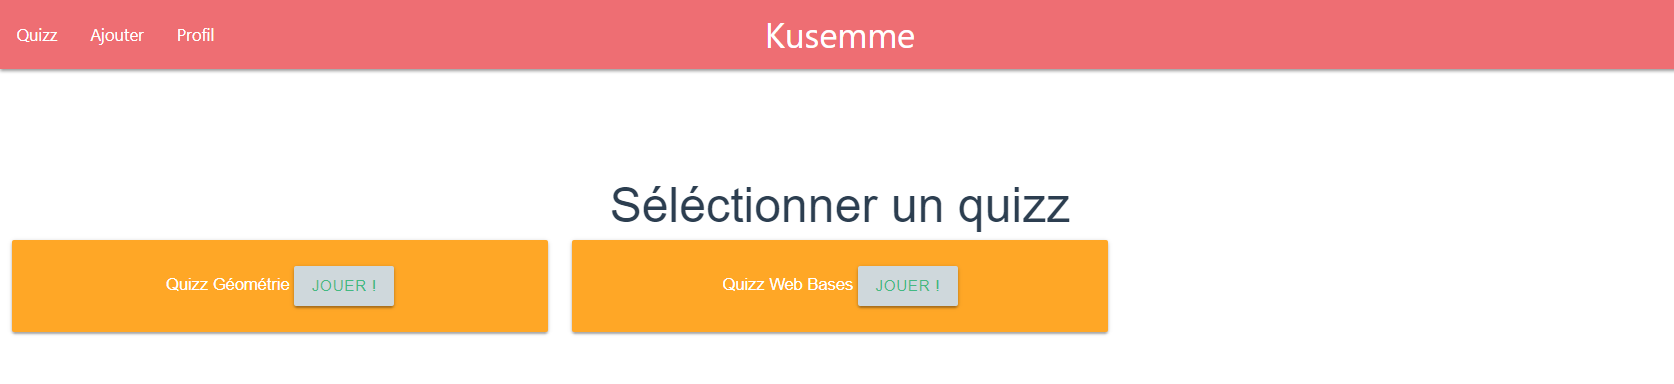 Quizz Ajouter Profil Kusemme
Séléctionner un quizz
Quizz Géométrie JOUER ! Quizz Web Bases JOUER !